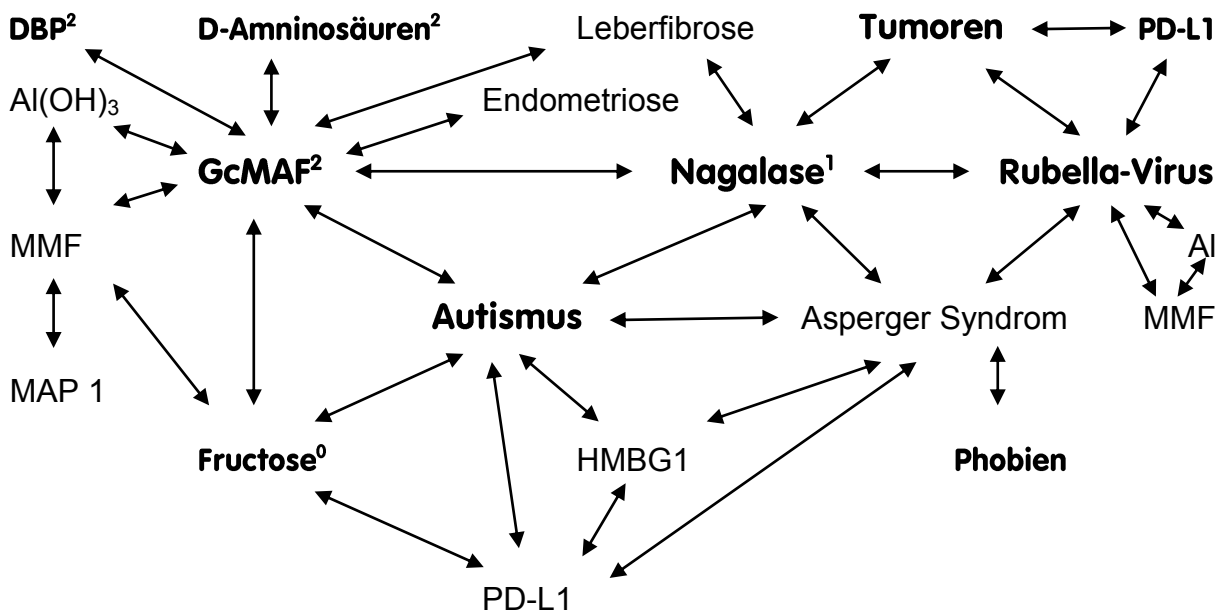 DBP²
D-Amninosäuren²
Leberfibrose
Tumoren
PD-L1
Al(OH)₃
Endometriose
GcMAF²
Nagalase¹
Rubella-Virus
MMF
Al
Autismus
Asperger Syndrom
MMF
MAP 1
Fructose⁰
HMBG1
Phobien
PD-L1